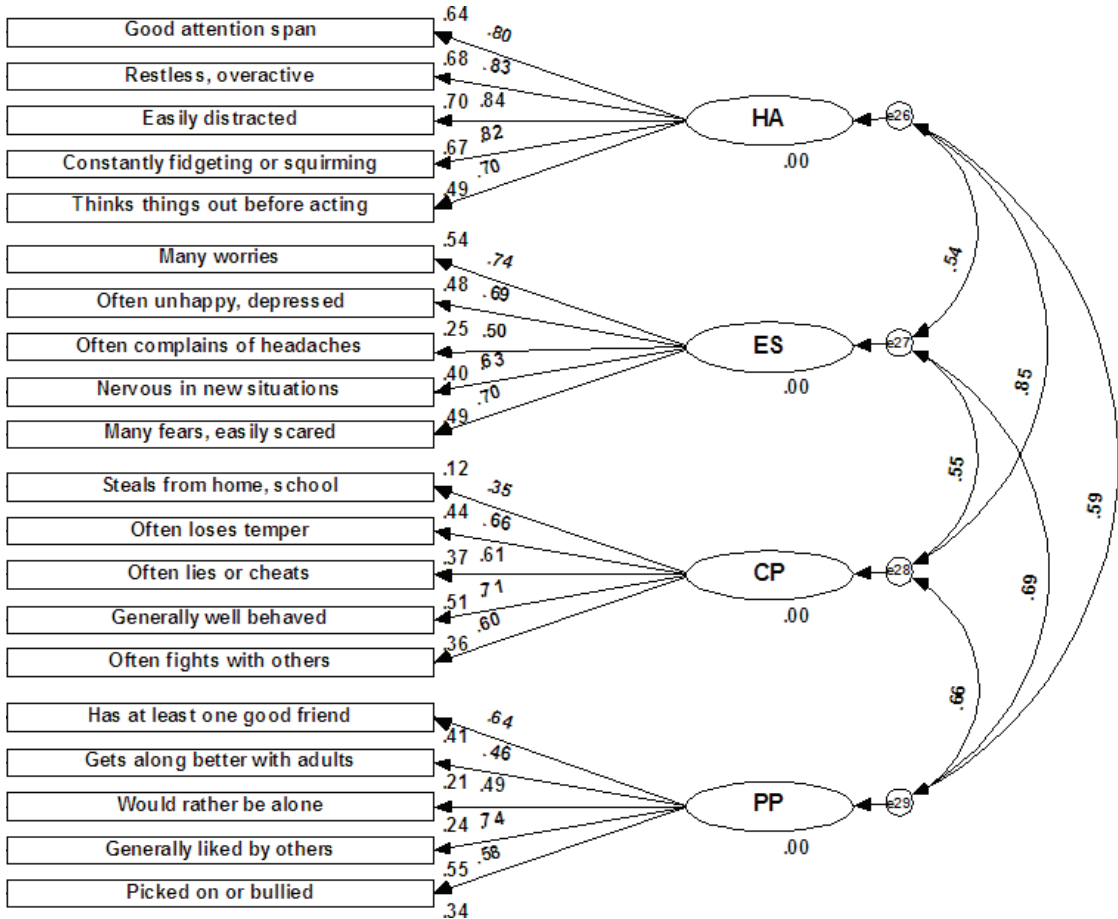 .64
Good attention span
.80
.68
.83
Restless, overactive
.70
.84
HA
e26
Easily distracted
.82
.67
Constantly fidgeting or squirming
.00
.70
.49
Thinks things out before acting
.54
Many worries
.74
.54
.48
.69
Often unhappy, depressed
.25
.50
ES
e27
Often complains of headaches
.63
.40
Nervous in new situations
.00
.70
.85
.49
Many fears, easily scared
.12
.55
Steals from home, school
.35
.59
.44
.66
Often loses temper
.37
.61
CP
e28
Often lies or cheats
.71
.69
.51
Generally well behaved
.00
.60
.36
Often fights with others
.66
Has at least one good friend
.64
.41
.46
Gets along better with adults
.21
.49
PP
e29
Would rather be alone
.24
.74
Generally liked by others
.00
.58
.55
Picked on or bullied
.34